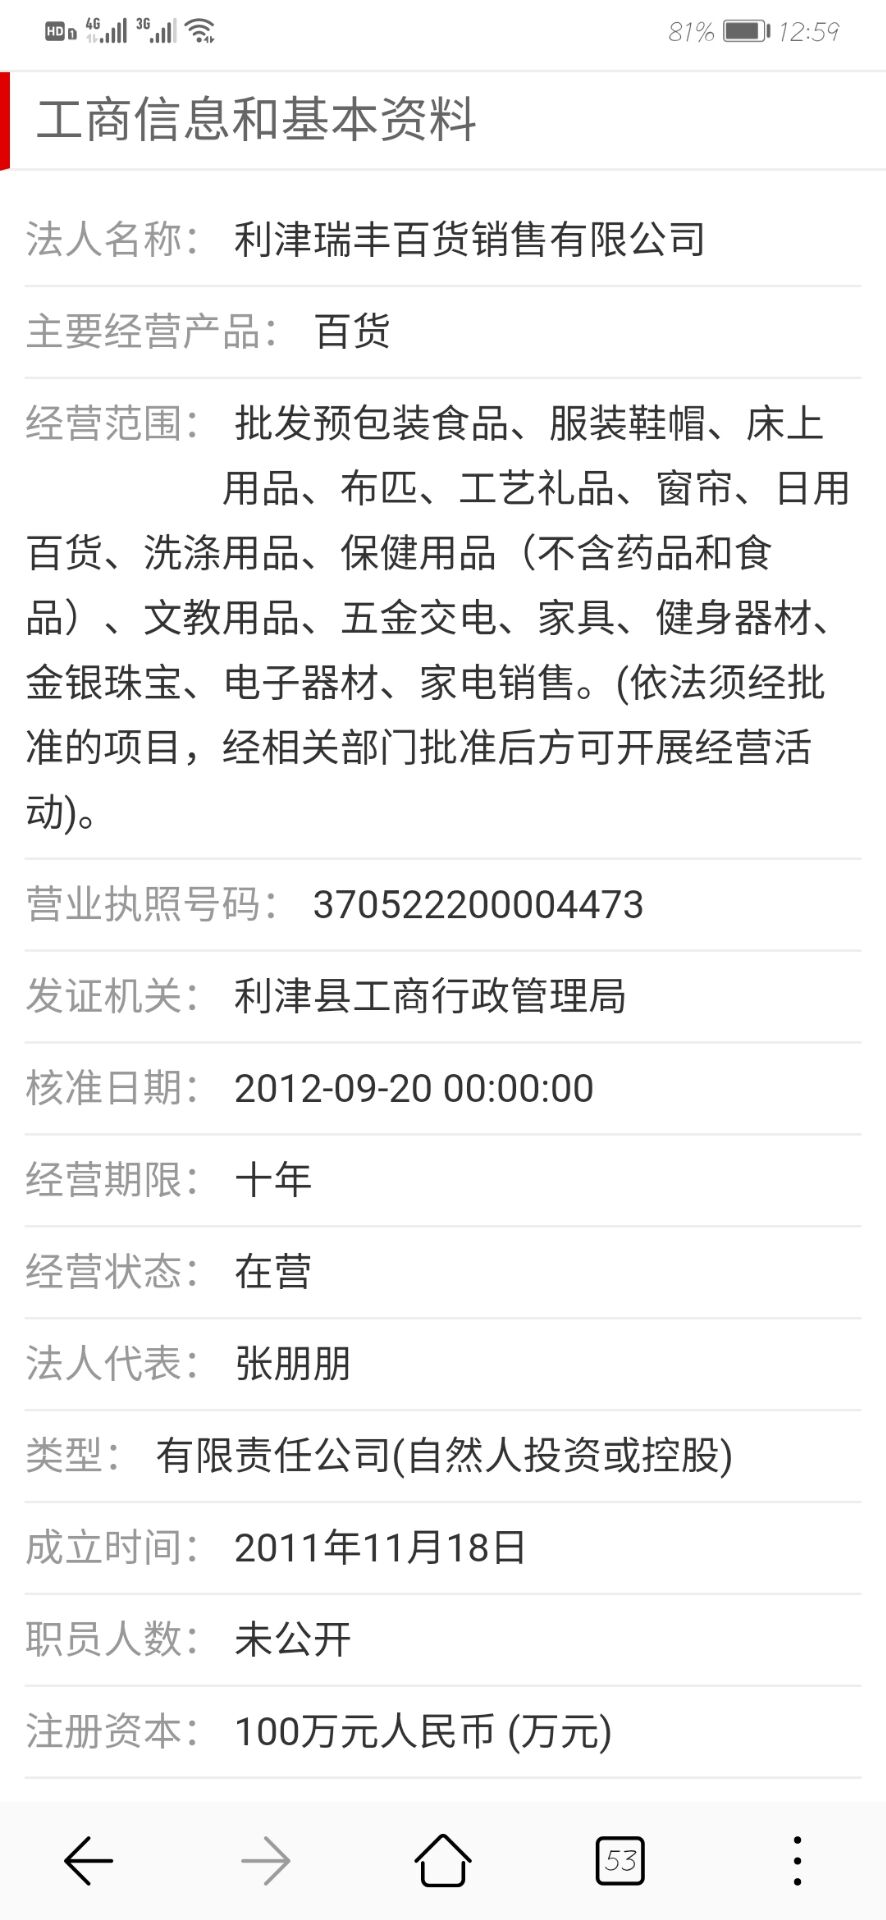 HD 1 4G 3G 81% 12:59
工商信息和基本资料
法人名称： 利津瑞丰百货销售有限公司
主要经营产品： 百货
经营范围： 批发预包装食品、服装鞋帽、床上
用品、布匹、工艺礼品、窗帘、日用
百货、洗涤用品、保健用品（不含药品和食
品）、文教用品、五金交电、家具、健身器材、
金银珠宝、电子器材、家电销售。(依法须经批
准的项目，经相关部门批准后方可开展经营活
动)。
营业执照号码： 370522200004473
发证机关： 利津县工商行政管理局
核准日期： 2012-09-20 00:00:00
经营期限： 十年
经营状态： 在营
法人代表： 张朋朋
类型： 有限责任公司(自然人投资或控股)
成立时间： 2011年11月18日
职员人数： 未公开
注册资本： 100万元人民币 (万元)
53